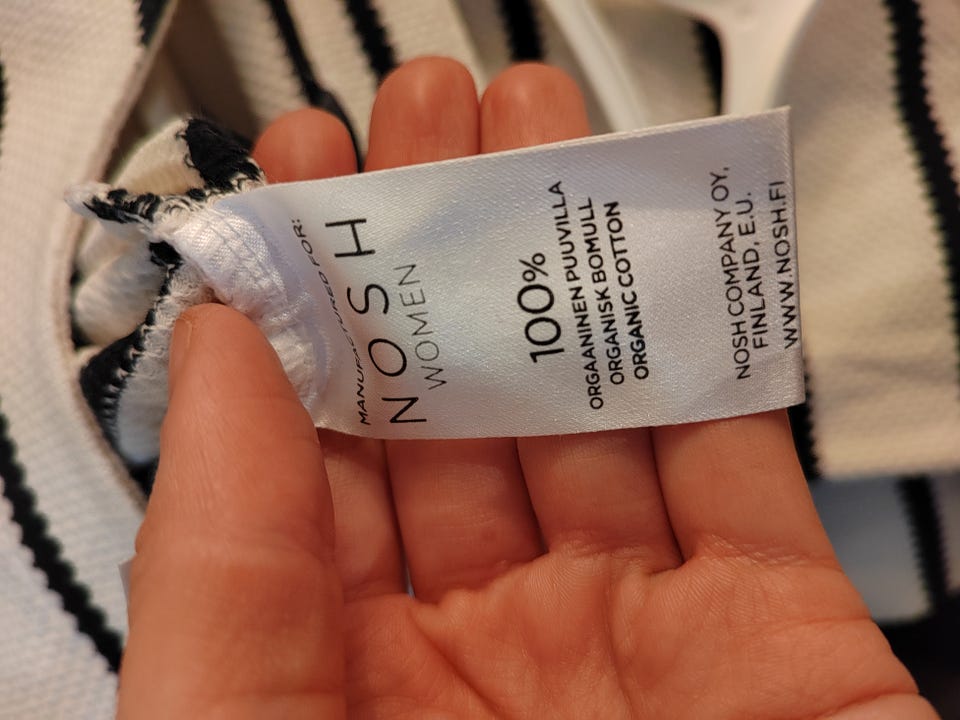 MANUFACTURED FOR:
NOSH
WOMEN
100%
ORGAANINEN PUUVILLA
ORGANISK BOMULL
ORGANIC COTTON
NOSH COMPANY OY,
FINLAND, E.U.
WWW.NOSH.FI